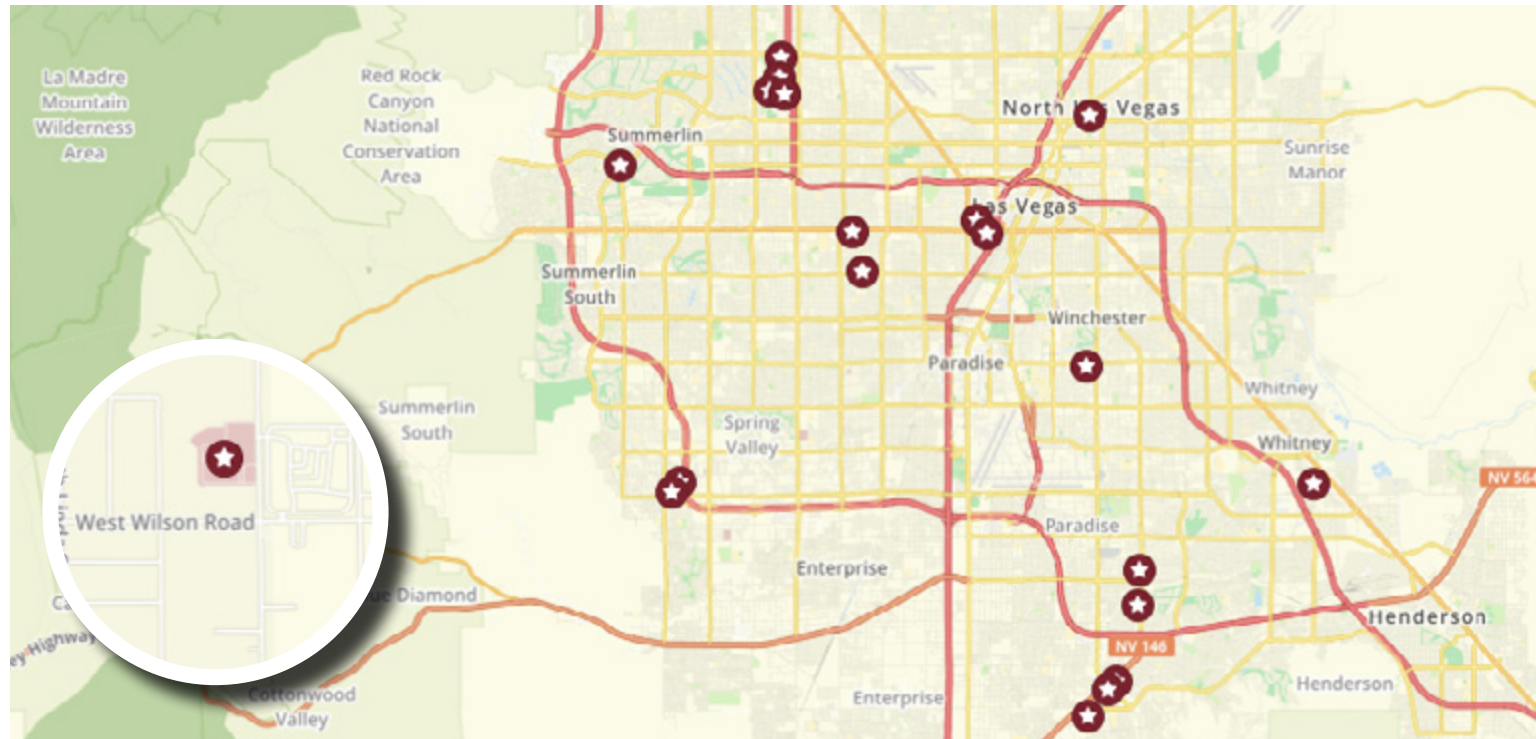 La Madre
Mountain
Wilderness
Area
Red Rock
Canyon
National
Conservation
Area
Summerlin
North Vegas
Sunrise
Manor
Las Vegas
Summerlin
South
Winchester
Paradise
Whitney
Summerlin
South
Spring
Valley
Whitney
NV 564
West Wilson Road
Paradise
Enterprise
Diamond
Henderson
Highway
NV 146
Cottonwood
Valley
Enterprise
Henderson